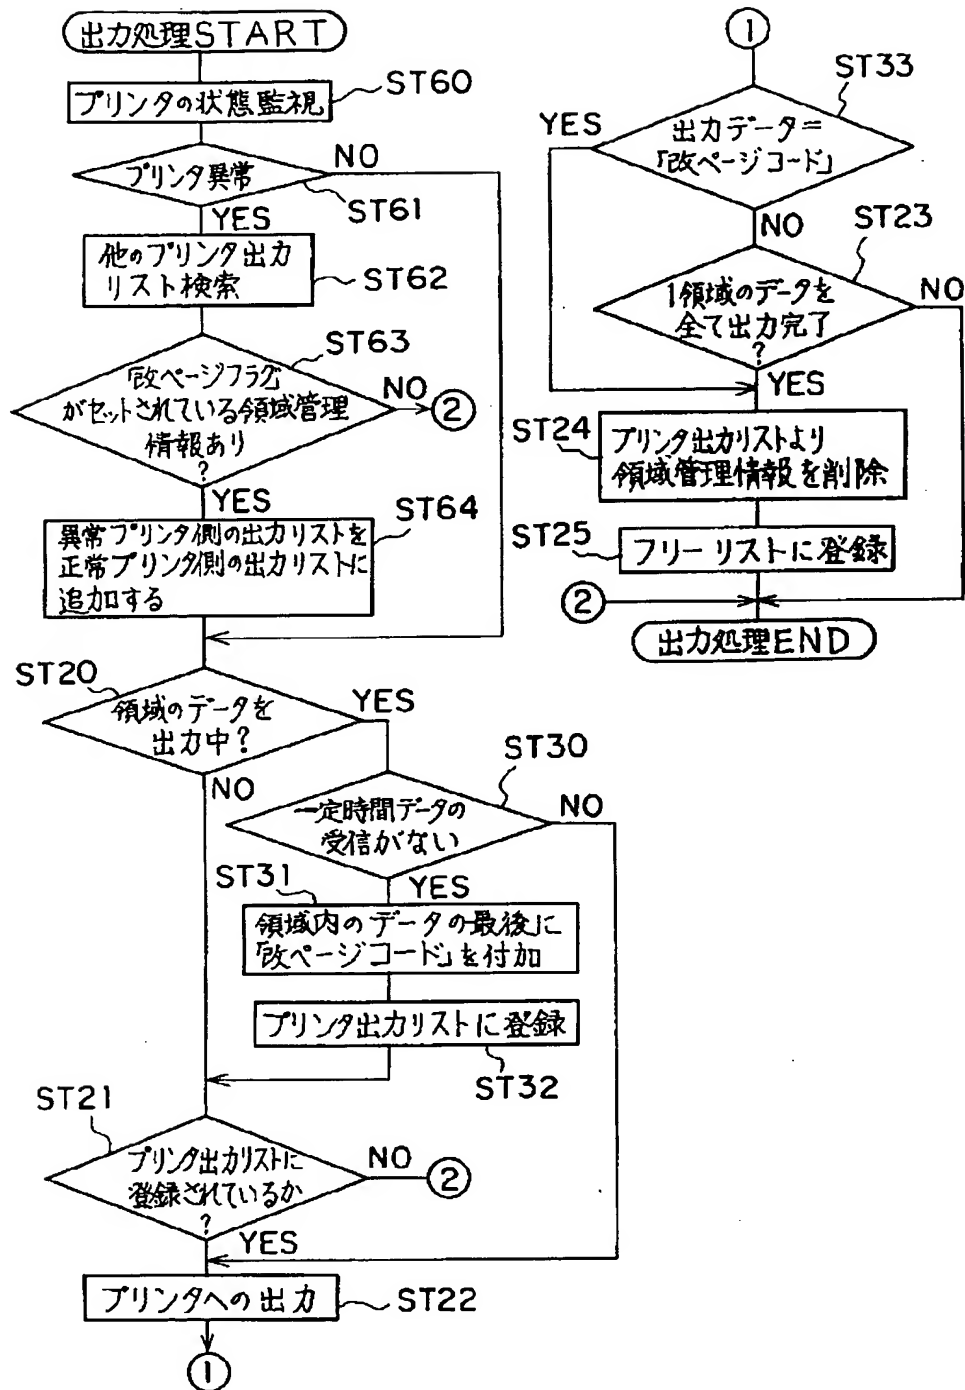 出力処理START
プリンタの状態監視
ST60
プリンタ異常
NO
ST61
YES
他のプリンタ出力
リスト検索
ST62
ST63
「改ページフラグ」
がセットされている領域管理
情報あり
?
NO
②
YES
ST64
異常プリンタ側の出力リストを
正常プリンタ側の出力リストに
追加する
ST20
領域のデータを
出力中?
YES
NO
ST30
一定時間データの
受信がない
NO
ST31
YES
領域内のデータの最後に
「改ページコード」を付加
プリンタ出力リストに登録
ST32
ST21
プリンタ出力リストに
登録されているか
?
NO
②
YES
プリンタへの出力
ST22
①
①
ST33
YES
出力データ=
「改ページコード」
NO
ST23
1領域のデータを
全て出力完了
?
NO
YES
ST24
プリンタ出力リストより
領域管理情報を削除
ST25
フリーリストに登録
②
出力処理END